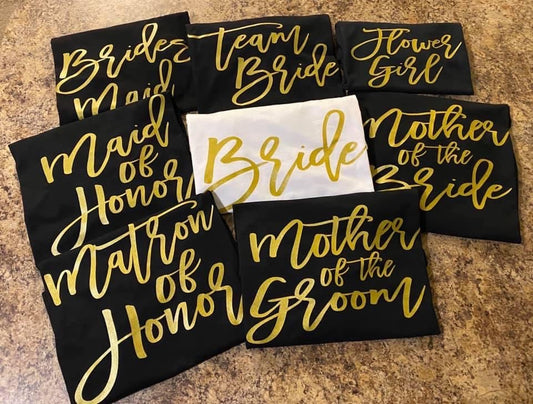 Brides
Maid
Team
Bride
Flower
Girl
Maid
of
Honor
Bride
Mother
of the
Bride
Matron
of
Honor
Mother
of the
Groom